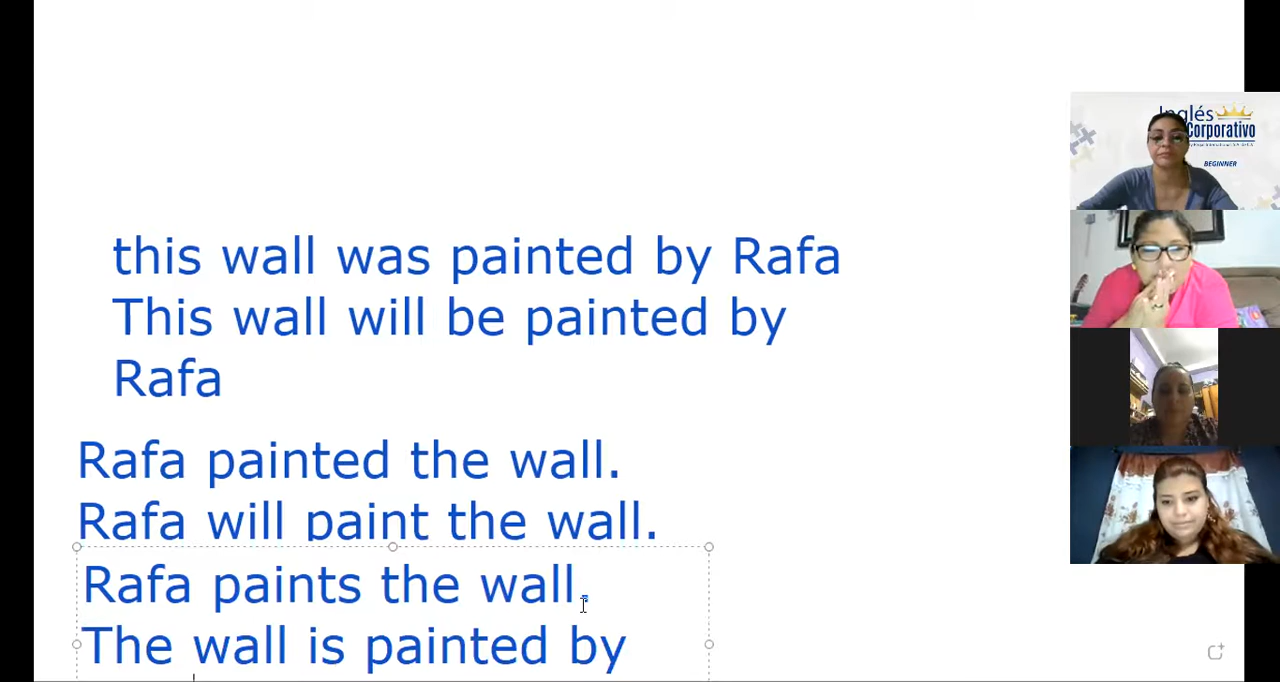 this wall was painted by Rafa
This wall will be painted by
Rafa
Rafa painted the wall.
Rafa will paint the wall.
Rafa paints the wall.
The wall is painted by
Inglés
Corporativo
BEGINNER